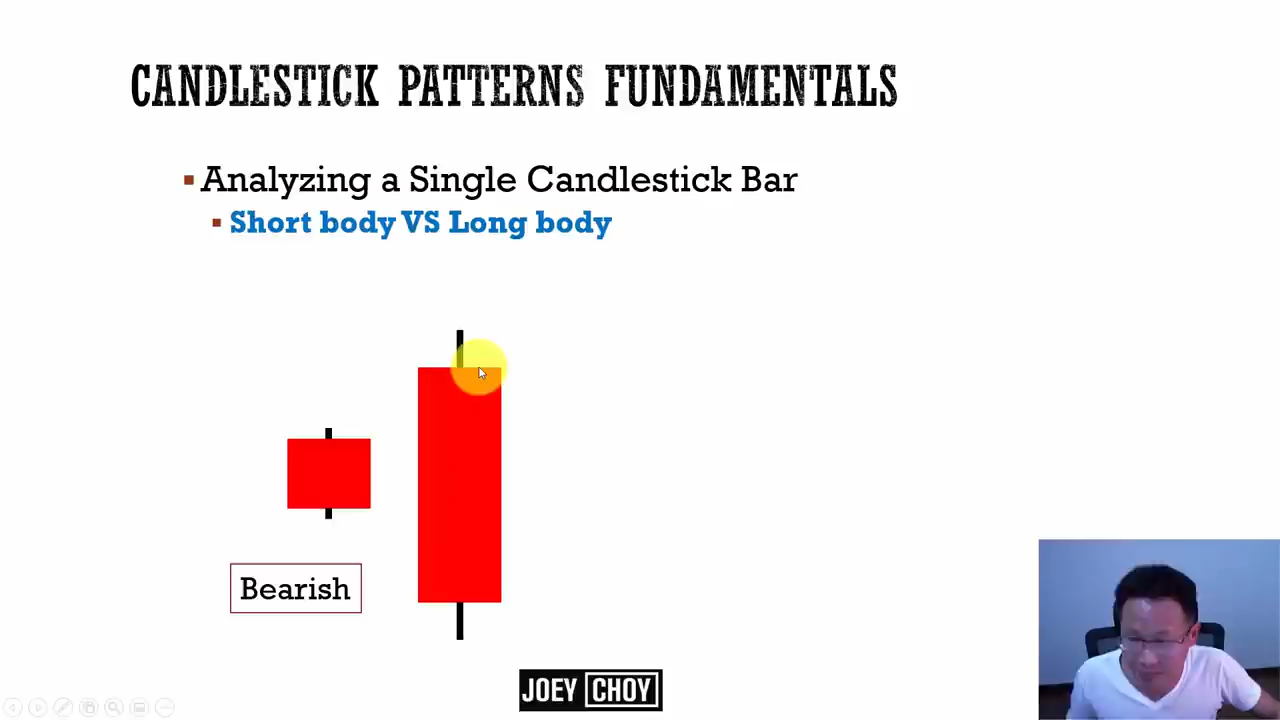 CANDLESTICK PATTERNS FUNDAMENTALS
Analyzing a Single Candlestick Bar
Short body VS Long body
Bearish
JOEY CHOY